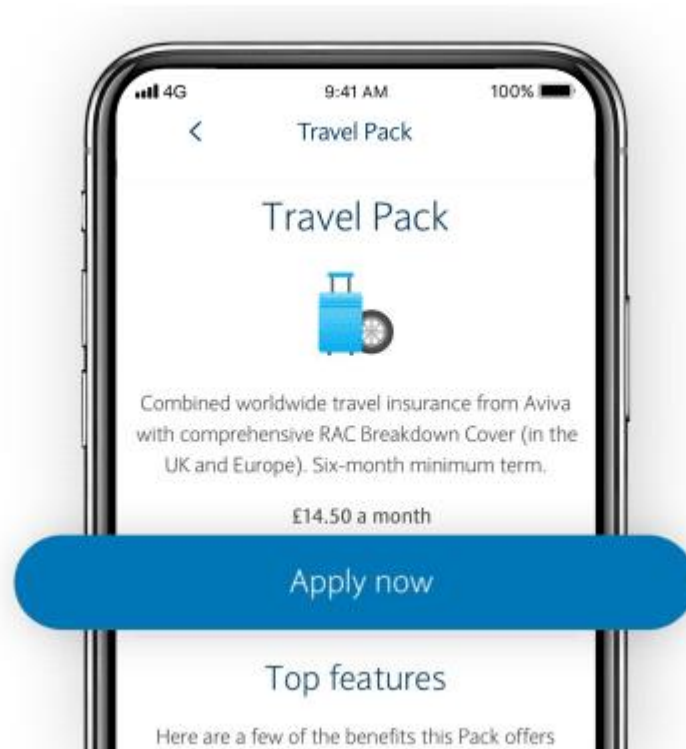 4G 9:41 AM 100%
Travel Pack
Travel Pack
Combined worldwide travel insurance from Aviva
with comprehensive RAC Breakdown Cover (in the
UK and Europe). Six-month minimum term.
£14.50 a month
Apply now
Top features
Here are a few of the benefits this Pack offers